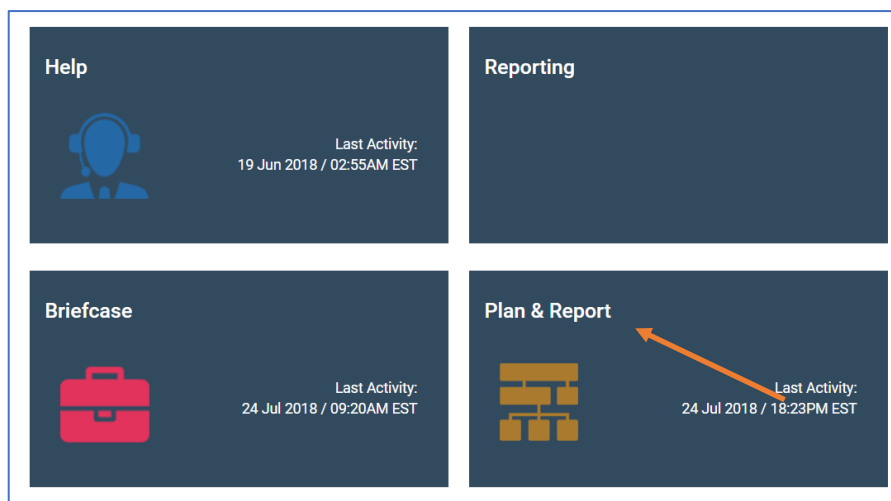 Help
Last Activity:
19 Jun 2018 / 02:55AM EST
Reporting
Briefcase
Last Activity:
24 Jul 2018 / 09:20AM EST
Plan & Report
Last Activity:
24 Jul 2018 / 18:23PM EST